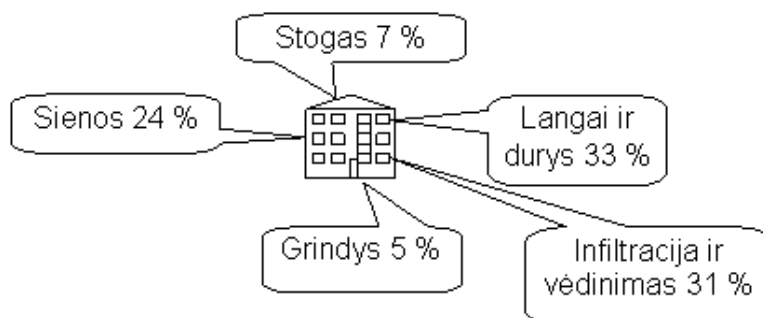 Stogas 7 %
Sienos 24 %
Langai ir
durys 33 %
Grindys 5 %
Infiltracija ir
vėdinimas 31 %